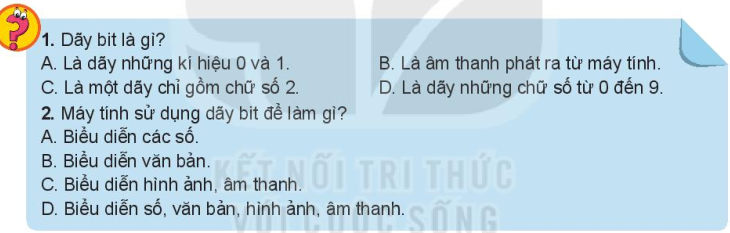 1. Dãy bit là gì?
A. Là dãy những kí hiệu 0 và 1. B. Là âm thanh phát ra từ máy tính.
C. Là một dãy chỉ gồm chữ số 2. D. Là dãy những chữ số từ 0 đến 9.
2. Máy tính sử dụng dãy bit để làm gì?
A. Biểu diễn các số.
B. Biểu diễn văn bản.
C. Biểu diễn hình ảnh, âm thanh.
KẾT NỐI TRI THỨC
D. Biểu diễn số, văn bản, hình ảnh, âm thanh.
VỚI CUỘC SỐNG